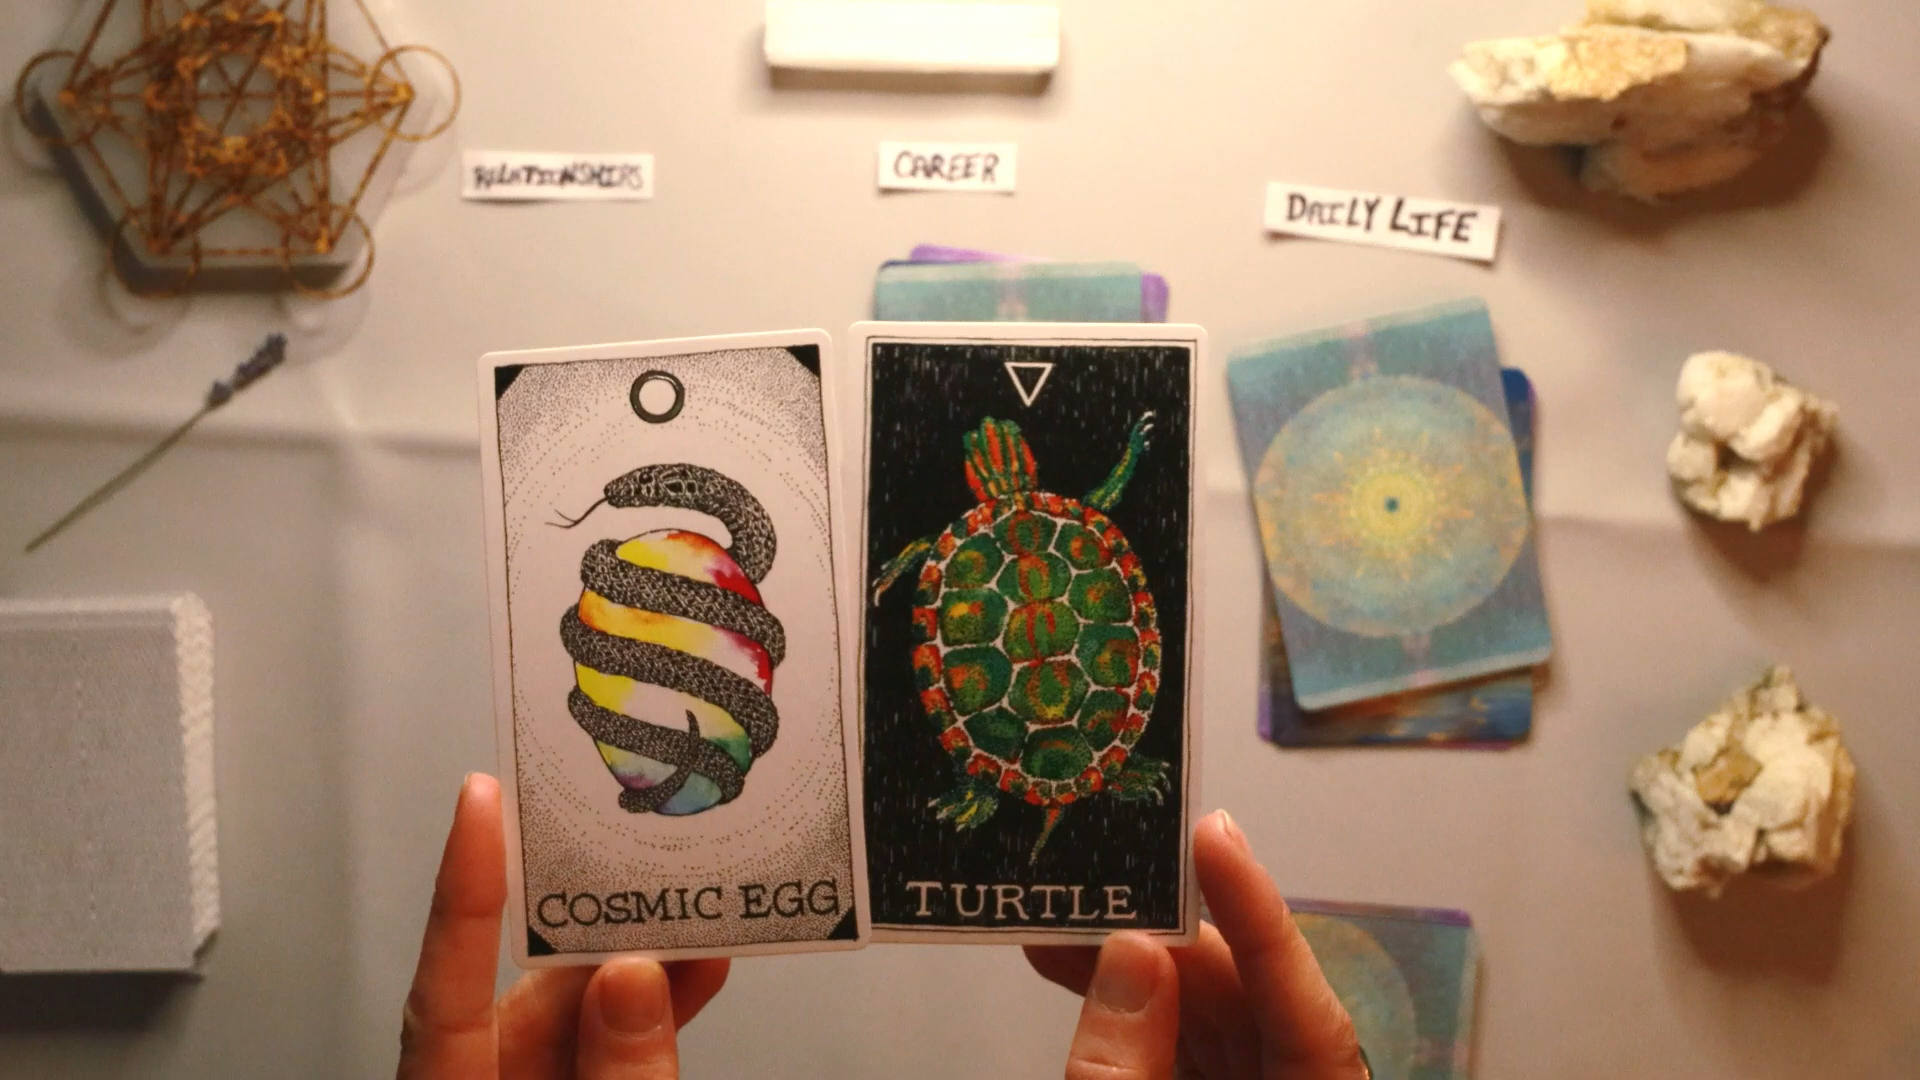 RELATIONSHIPS
CAREER
DAILY LIFE
COSMIC EGG
TURTLE